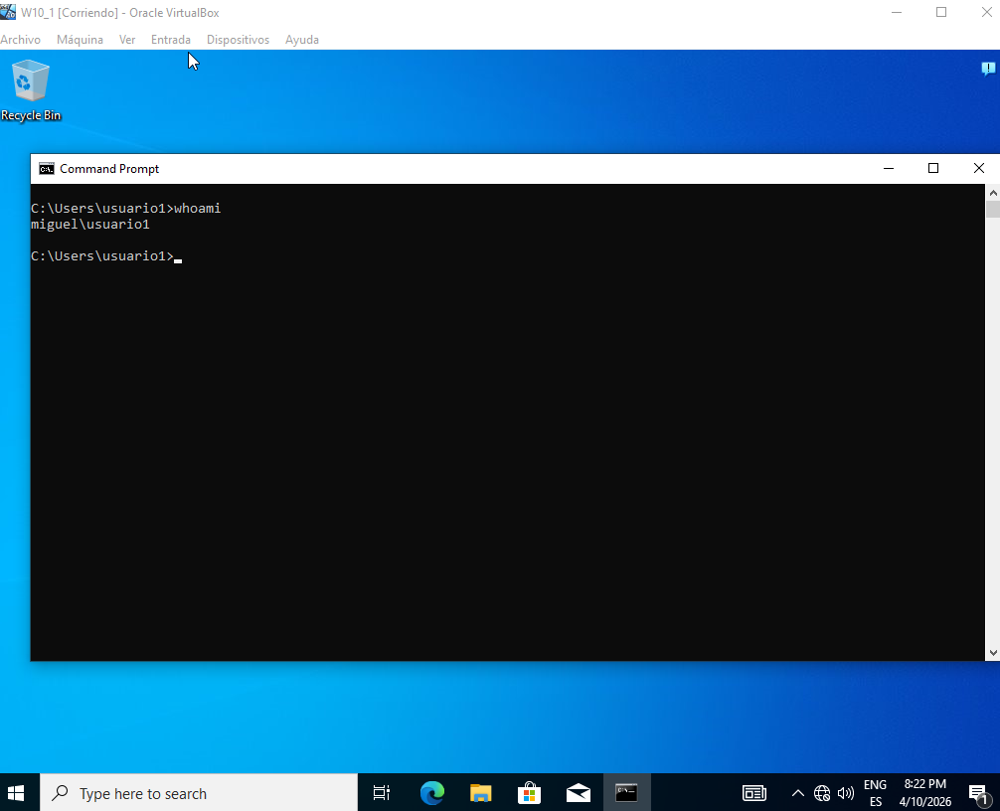 W10_1 [Corriendo] - Oracle VirtualBox
Archivo Máquina Ver Entrada Dispositivos Ayuda
Recycle Bin
Command Prompt
C:\Users\usuario1>whoami
miguel\usuario1
C:\Users\usuario1>
Type here to search
ENG
ES
8:22 PM
4/10/2026
1